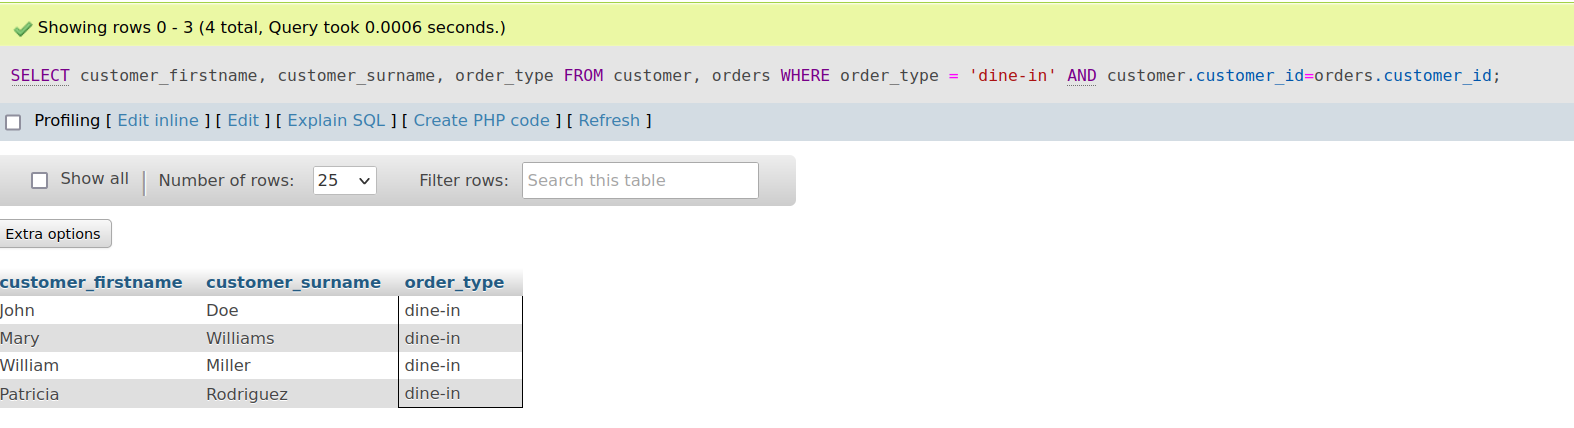 Showing rows 0 - 3 (4 total, Query took 0.0006 seconds.)
SELECT customer_firstname, customer_surname, order_type FROM customer, orders WHERE order_type = 'dine-in' AND customer.customer_id=orders.customer_id;
Profiling [ Edit inline ] [ Edit ] [ Explain SQL ] [ Create PHP code ] [ Refresh ]
Show all Number of rows: 25 Filter rows: Search this table
Extra options
customer_firstname customer_surname order_type
John Doe dine-in
Mary Williams dine-in
William Miller dine-in
Patricia Rodriguez dine-in